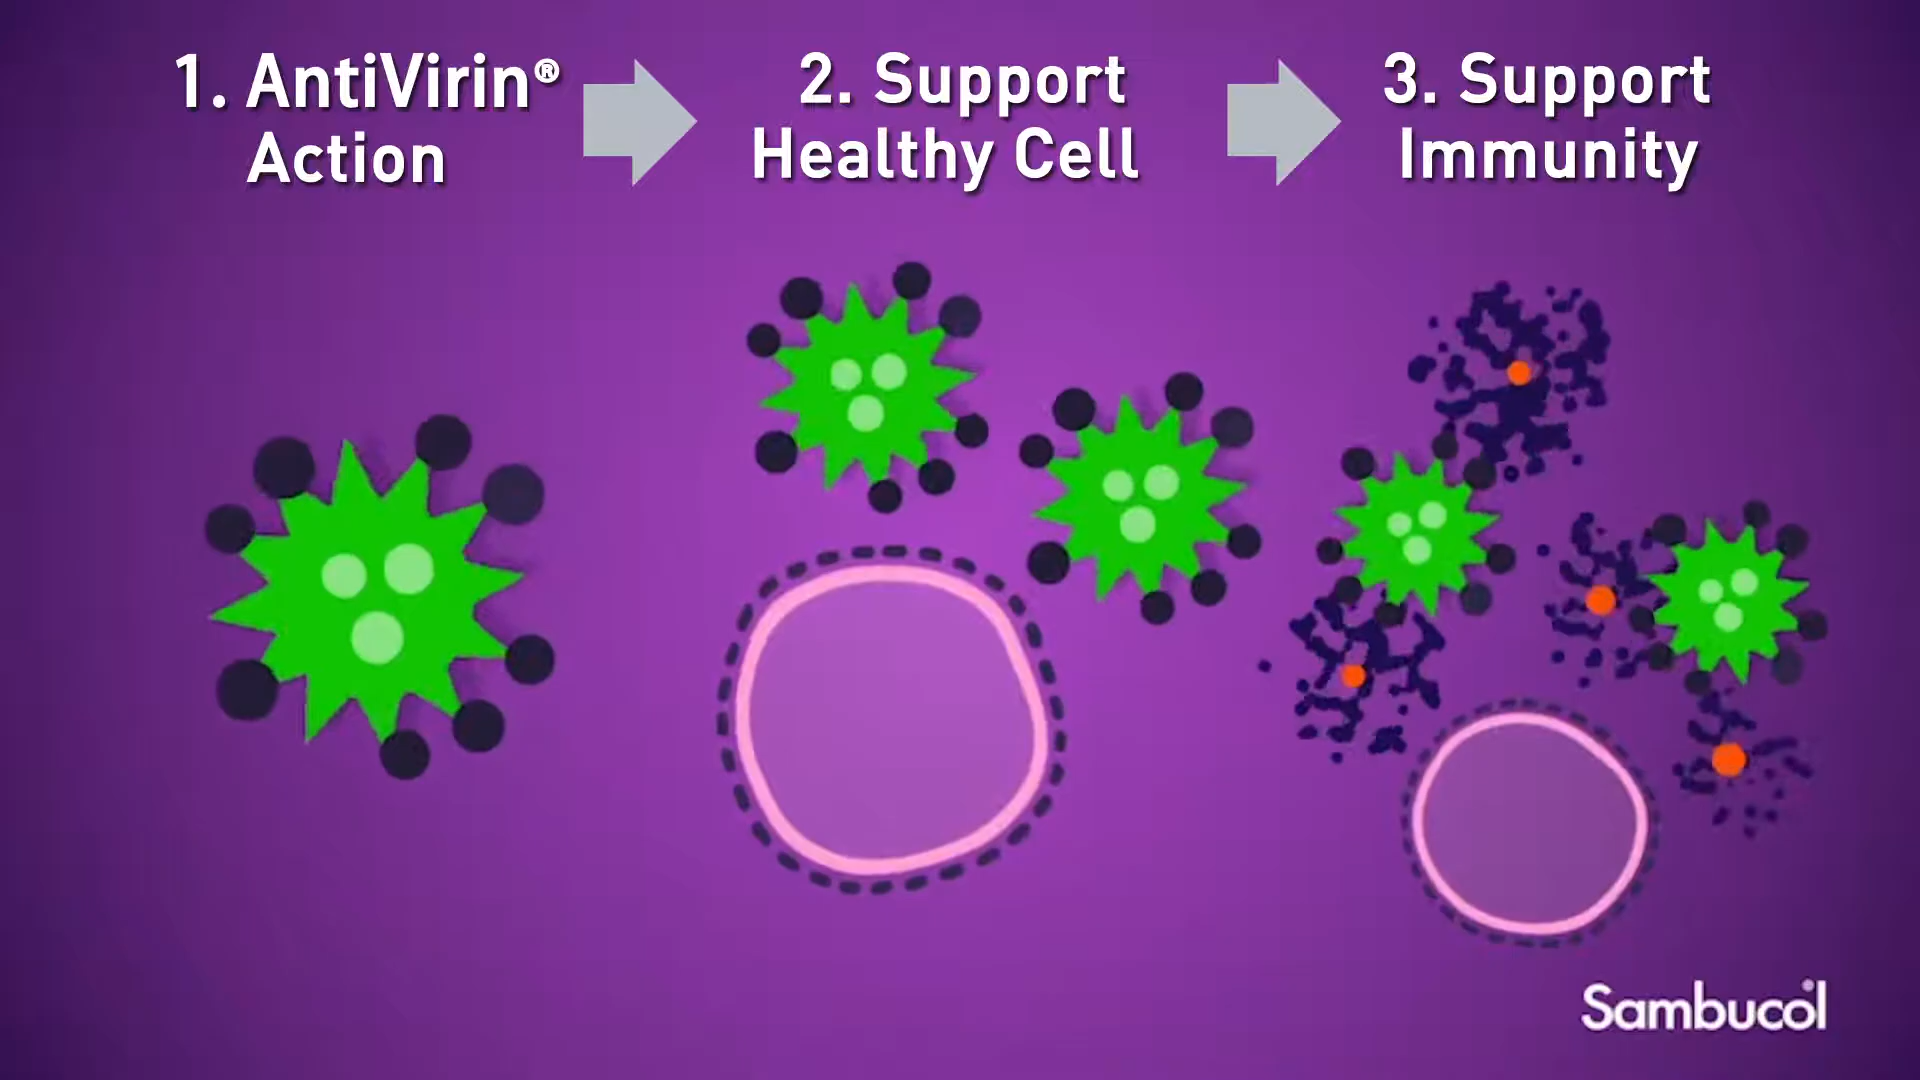 1. AntiVirin®
Action
2. Support
Healthy Cell
3. Support
Immunity
Sambucol